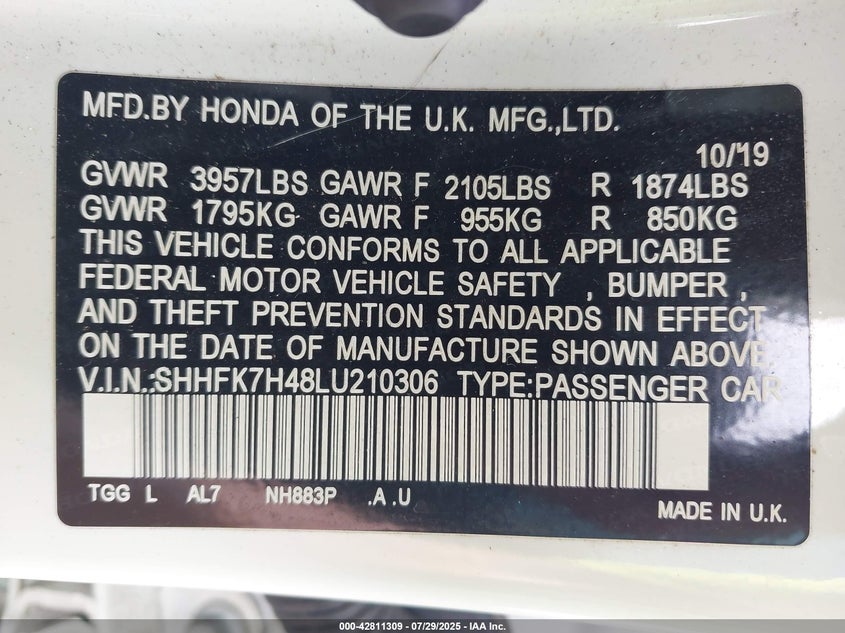 MFD.BY HONDA OF THE U.K. MFG.,LTD.
10/'19
GVWR 3957LBS GAWR F 2105LBS R 1874LBS
GVWR 1795KG GAWR F 955KG R 850KG
THIS VEHICLE CONFORMS TO ALL APPLICABLE
FEDERAL MOTOR VEHICLE SAFETY , BUMPER ,
AND THEFT PREVENTION STANDARDS IN EFFECT
ON THE DATE OF MANUFACTURE SHOWN ABOVE.
V.I.N.:SHHFK7H48LU210306 TYPE:PASSENGER CAR
TGG L AL7 NH883P .A .U
MADE IN U.K.
000-42811309 | 07/29/2025 - IAA Inc.